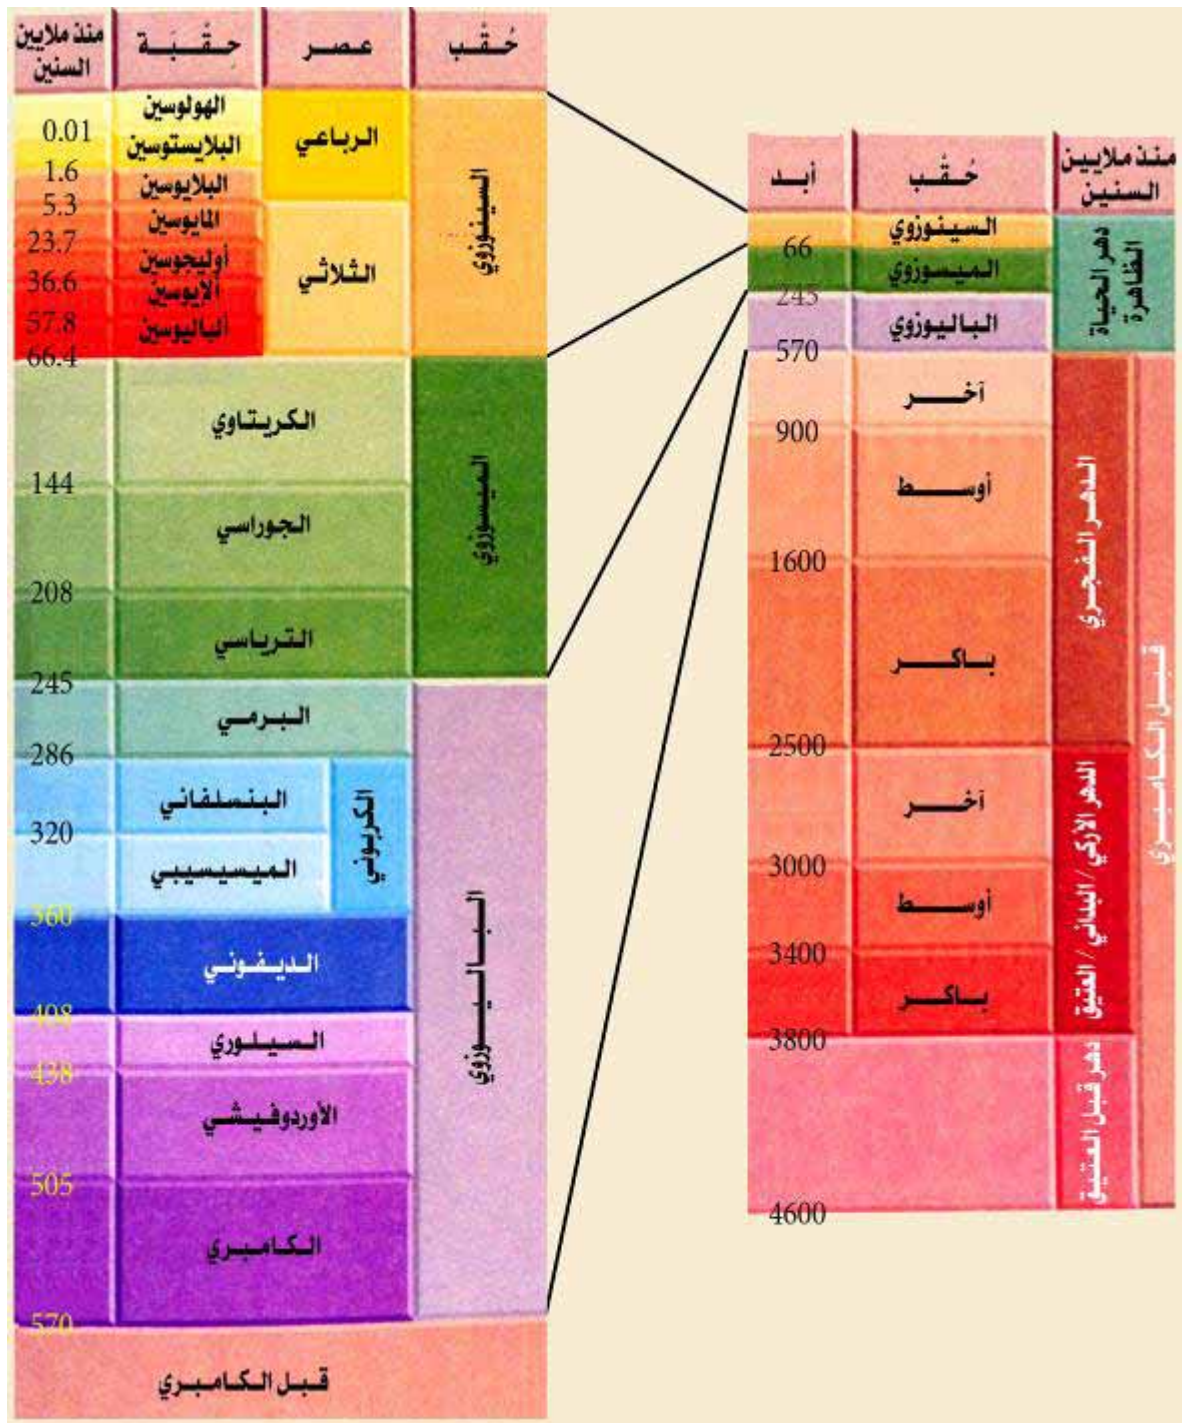 حُقْب
عصر
حِقْبَة
منذ ملايين
السنين
السينوزوي
الرباعي
الهولوسين
0.01
البلايستوسين
1.6
البلايوسين
5.3
الثلاثي
المايوسين
23.7
أوليجوسين
36.6
الايوسين
57.8
الباليوسين
66.4
الميسوزوي
الكريتاوي
144
الجوراسي
208
الترياسي
245
الباليوزوي
البرمي
286
الكربوني
البنسلفاني
320
الميسيسيبي
360
الديفوني
408
السيلوري
438
الأوردوفيشي
505
الكامبري
570
قبل الكامبري
منذ ملايين
السنين
حُقْب
أبد
دهر الحياة
الظاهرة
السينوزوي
66
الميسوزوي
245
الباليوزوي
570
قبل الكامبري
الدهر الفجري
آخر
900
أوسط
1600
باكر
2500
الدهر الأركي/ البدائي/ العتيق
آخر
3000
أوسط
3400
باكر
3800
دهر قبل العتيق
4600